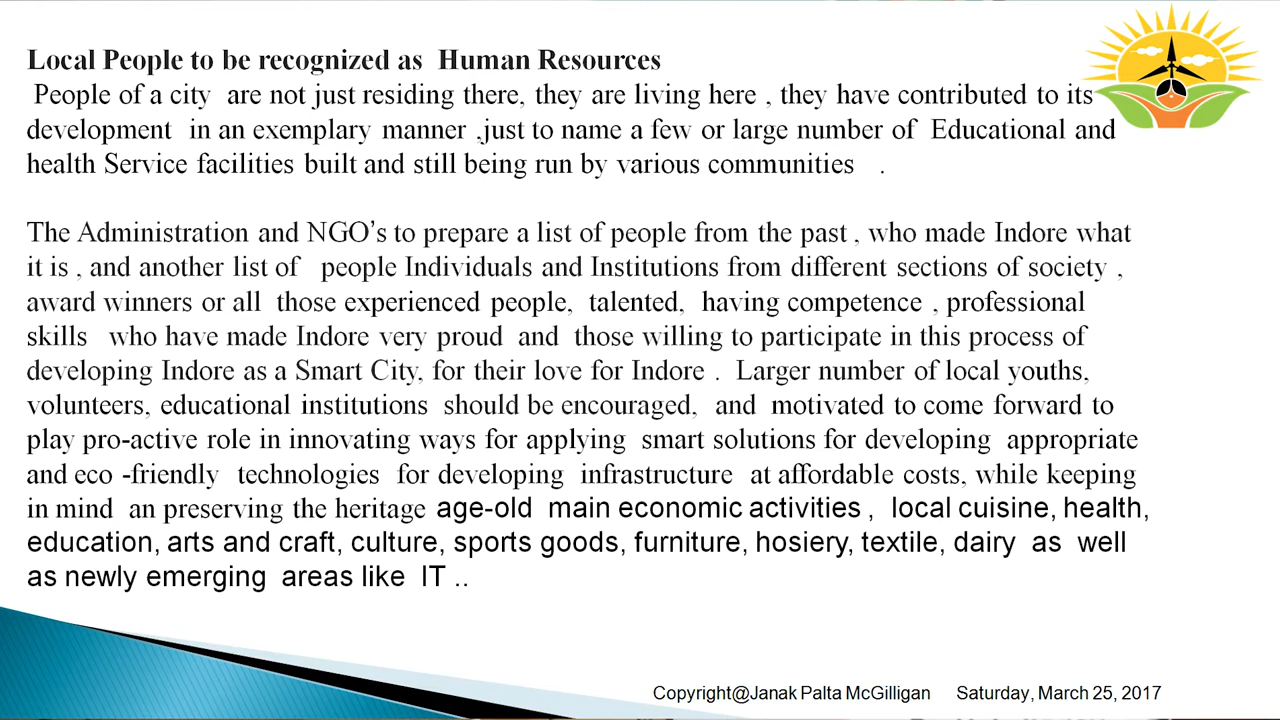 Local People to be recognized as  Human Resources
People of a city  are not just residing there, they are living here , they have contributed to its
development  in an exemplary manner ,just to name a few or large number of  Educational and
health Service facilities built and still being run by various communities   .
The Administration and NGO's to prepare a list of people from the past , who made Indore what
it is , and another list of   people Individuals and Institutions from different sections of society ,
award winners or all  those experienced people,  talented,  having competence , professional
skills   who have made Indore very proud  and  those willing to participate in this process of
developing Indore as a Smart City, for their love for Indore .  Larger number of local youths,
volunteers, educational institutions  should be encouraged,  and  motivated to come forward to
play pro-active role in innovating ways for applying  smart solutions for developing  appropriate
and eco -friendly  technologies  for developing  infrastructure  at affordable costs, while keeping
in mind  an preserving the heritage age-old  main economic activities ,  local cuisine, health,
education, arts and craft, culture, sports goods, furniture, hosiery, textile, dairy  as  well
as newly emerging  areas like  IT ..
Copyright@Janak Palta McGilligan     Saturday, March 25, 2017